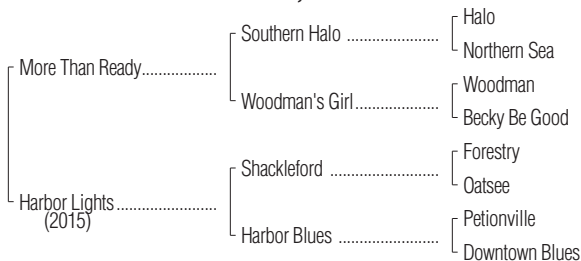 Halo
Southern Halo ..................
Northern Sea
More Than Ready.................
Woodman
Woodman's Girl................
Becky Be Good
Forestry
Shackleford ....................
Oatsee
Harbor Lights....................
(2015)
Petionville
Harbor Blues ...................
Downtown Blues